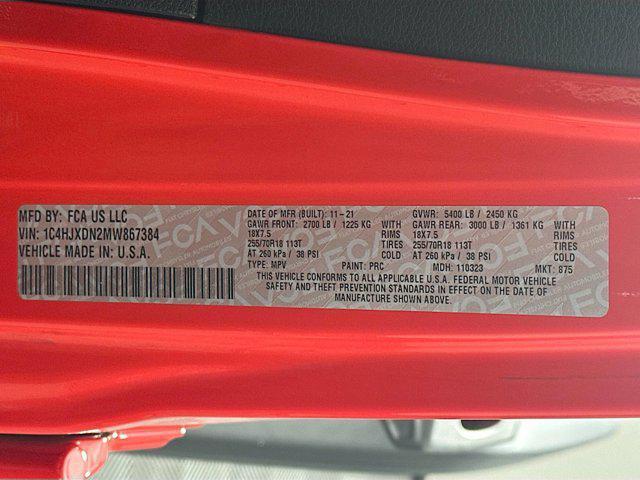 MFD BY: FCA US LLC
VIN: 1C4HJXDN2MW867384
VEHICLE MADE IN U.S.A.
DATE OF MFR (BUILT): 11-21 GVWR: 5400 LB / 2450 KG
GAWR FRONT: 2700 LB / 1225 KG WITH GAWR REAR: 3000 LB / 1361 KG WITH
18X7.5 RIMS 18X7.5 RIMS
255/70R18 113T TIRES 255/70R18 113T TIRES
AT 260 kPa / 38 PSI COLD AT 260 kPa / 38 PSI COLD
TYPE: MPV PAINT: PRC MDH: 110323 MKT: 875
THIS VEHICLE CONFORMS TO ALL APPLICABLE U.S.A. FEDERAL MOTOR VEHICLE
SAFETY AND THEFT PREVENTION STANDARDS IN EFFECT ON THE DATE OF
MANUFACTURE SHOWN ABOVE.